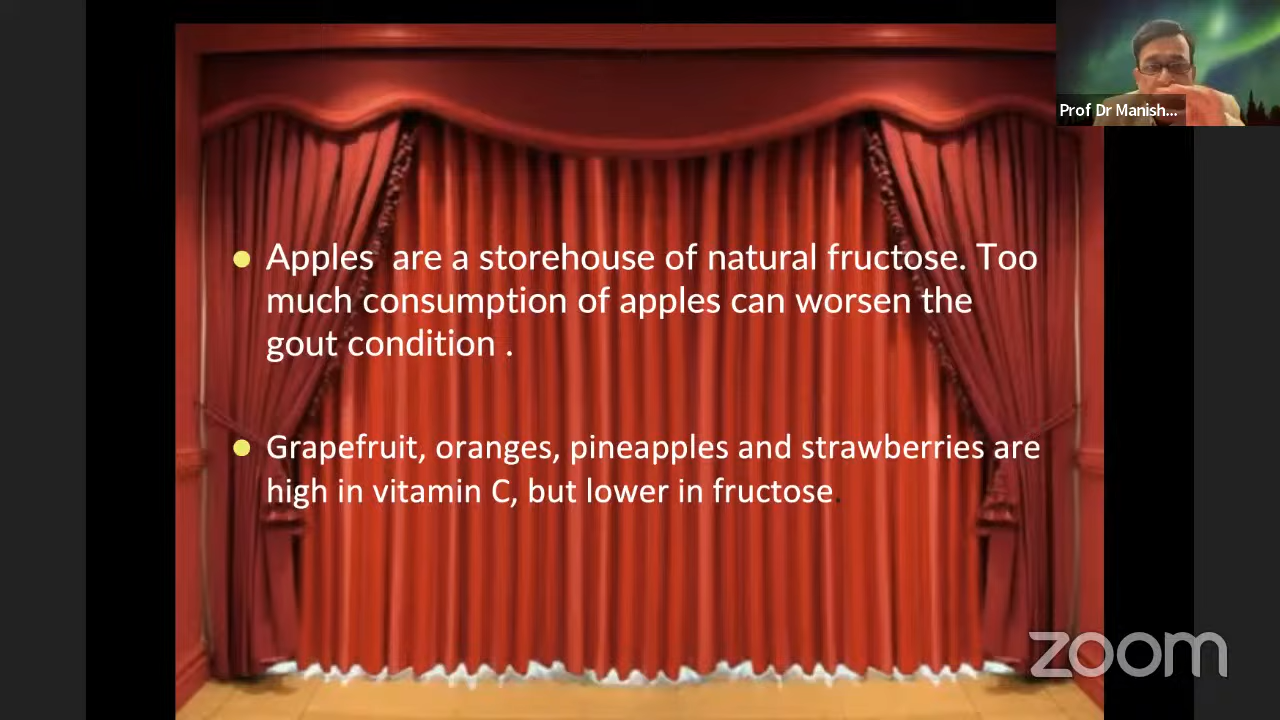 Prof Dr Manish...
● Apples are a storehouse of natural fructose. Too
much consumption of apples can worsen the
gout condition .
● Grapefruit, oranges, pineapples and strawberries are
high in vitamin C, but lower in fructose.
zoom